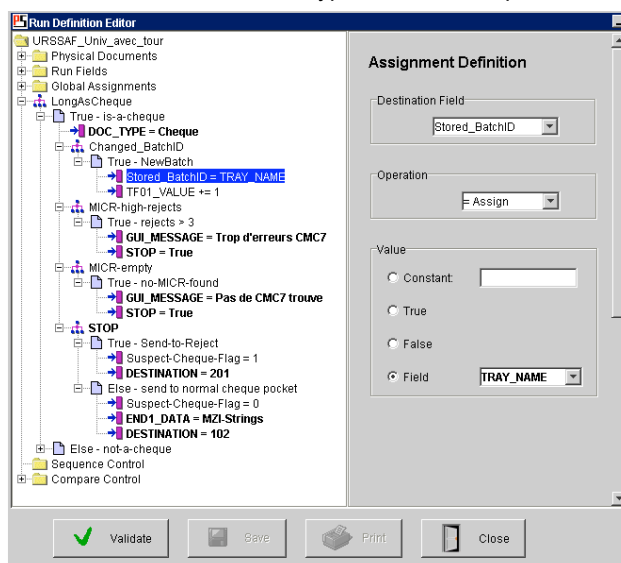 Run Definition Editor
URSSAF_Univ_avec_tour
Physical Documents
Run Fields
Global Assignments
LongAsCheque
True - is-a-cheque
DOC_TYPE = Cheque
Changed_BatchID
True - NewBatch
Stored_BatchID = TRAY_NAME
TF01_VALUE += 1
MICR-high-rejects
True - rejects > 3
GUI_MESSAGE = Trop d'erreurs CMC7
STOP = True
MICR-empty
True - no-MICR-found
GUI_MESSAGE = Pas de CMC7 trouve
STOP = True
STOP
True - Send-to-Reject
Suspect-Cheque-Flag = 1
DESTINATION = 201
Else - send to normal cheque pocket
Suspect-Cheque-Flag = 0
END1_DATA = MZI-Strings
DESTINATION = 102
Else - not-a-cheque
Sequence Control
Compare Control
Assignment Definition
Destination Field
Stored_BatchID
Operation
= Assign
Value
Constant:
True
False
Field TRAY_NAME
Validate Save Print Close